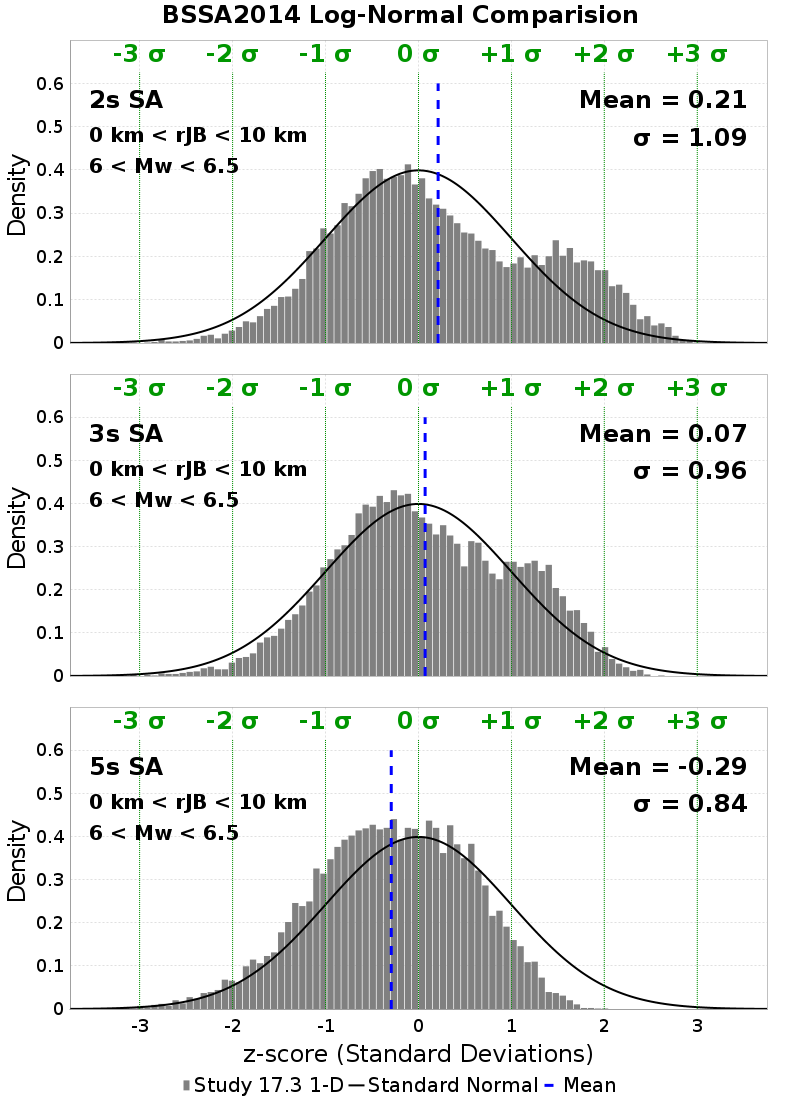 BSSA2014 Log-Normal Comparision
-3 σ -2 σ -1 σ 0 σ +1 σ +2 σ +3 σ
2s SA
Mean = 0.21
0 km < rJB < 10 km
σ = 1.09
6 < Mw < 6.5
0.6
0.5
0.4
0.3
0.2
0.1
0
Density
-3 σ -2 σ -1 σ 0 σ +1 σ +2 σ +3 σ
3s SA
Mean = 0.07
0 km < rJB < 10 km
σ = 0.96
6 < Mw < 6.5
0.6
0.5
0.4
0.3
0.2
0.1
0
Density
-3 σ -2 σ -1 σ 0 σ +1 σ +2 σ +3 σ
5s SA
Mean = -0.29
0 km < rJB < 10 km
σ = 0.84
6 < Mw < 6.5
0.6
0.5
0.4
0.3
0.2
0.1
0
Density
-3 -2 -1 0 1 2 3
z-score (Standard Deviations)
Study 17.3 1-D Standard Normal Mean